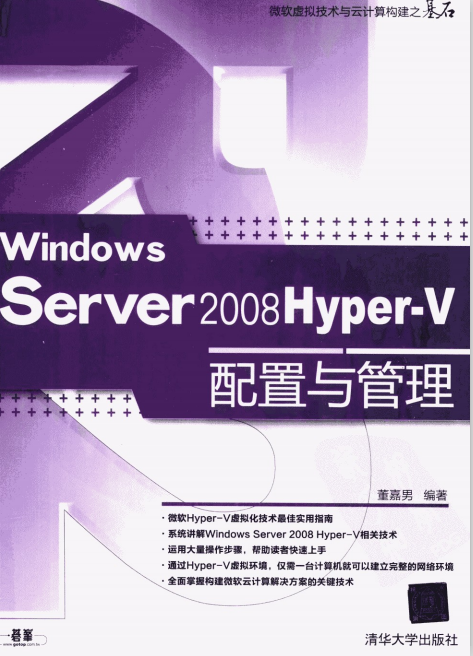 微软虚拟技术与云计算构建之基石
Windows
Server 2008 Hyper-V
配置与管理
董嘉男 编著
·微软Hyper-V虚拟化技术最佳实用指南
·系统讲解Windows Server 2008 Hyper-V相关技术
·运用大量操作步骤，帮助读者快速上手
·通过Hyper-V虚拟环境，仅需一台计算机就可以建立完整的网络环境
·全面掌握构建微软云计算解决方案的关键技术
碁峯
www.gotop.com.tw
清华大学出版社